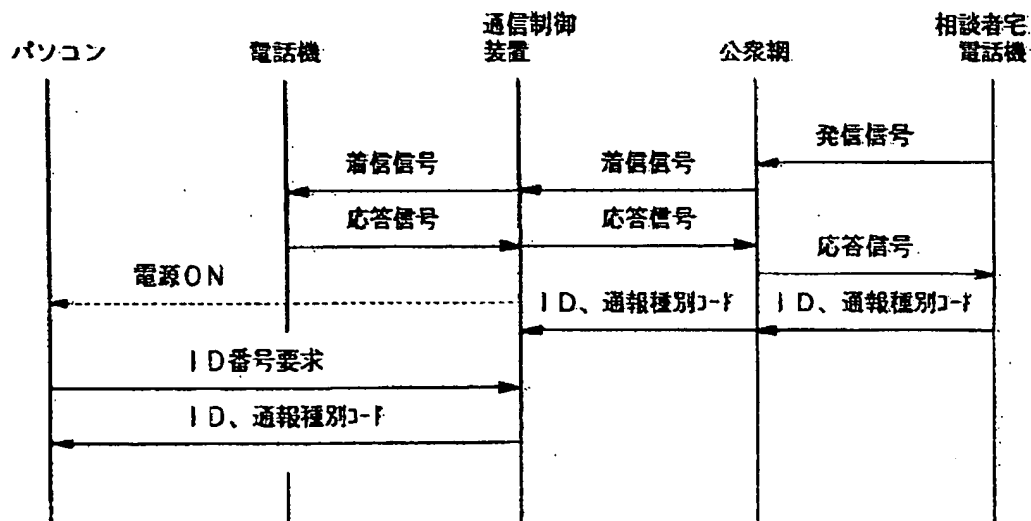 パソコン
電話機
通信制御
装置
公衆網
相談者宅
電話機
発信信号
着信信号
着信信号
応答信号
応答信号
応答信号
電源ON
ID、通報種別コード
ID、通報種別コード
ID番号要求
ID、通報種別コード